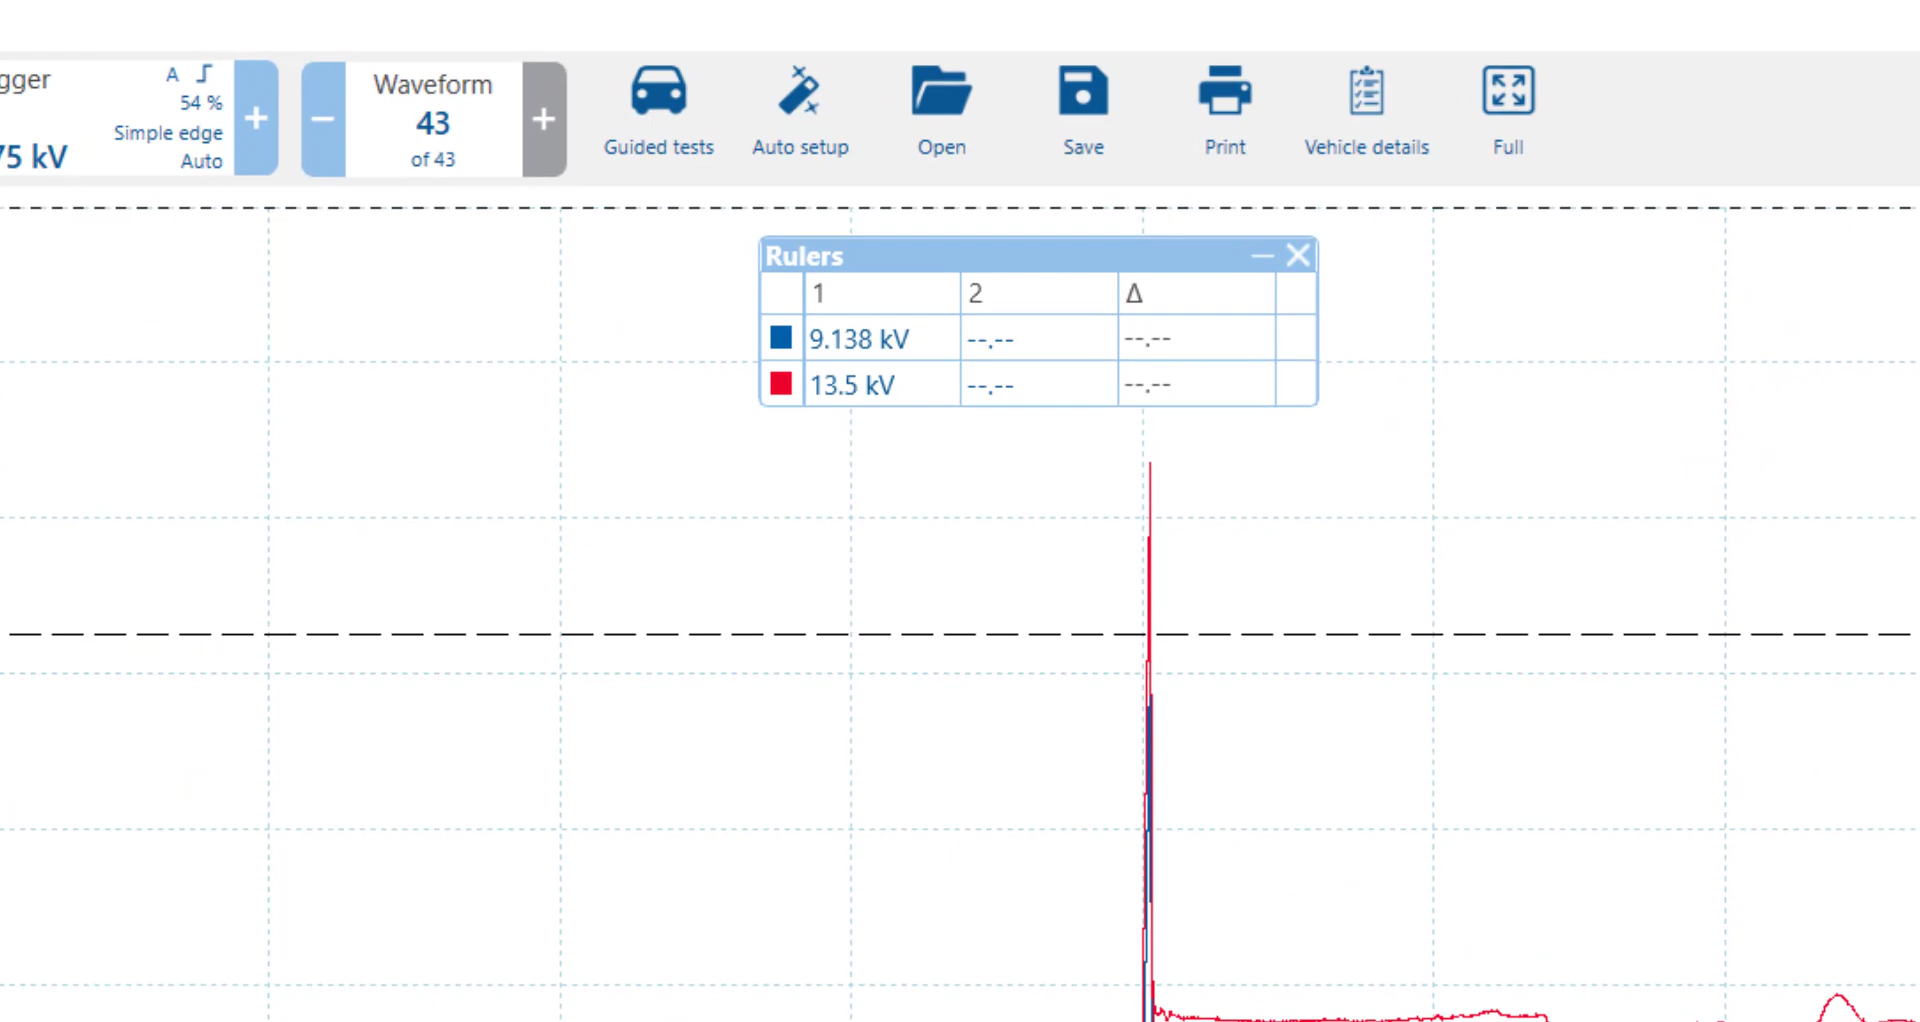 gger
A
54 %
Simple edge
75 kV
Auto
+
−
Waveform
43
of 43
+
Guided tests
Auto setup
Open
Save
Print
Vehicle details
Full
Rulers
1 2 Δ
9.138 kV --.-- --.--
13.5 kV --.-- --.--